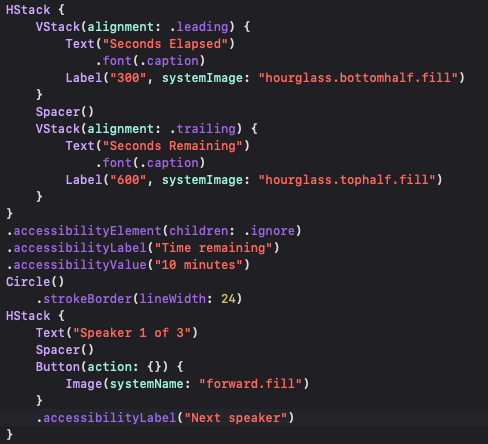 HStack {
    VStack(alignment: .leading) {
        Text("Seconds Elapsed")
            .font(.caption)
        Label("300", systemImage: "hourglass.bottomhalf.fill")
    }
    Spacer()
    VStack(alignment: .trailing) {
        Text("Seconds Remaining")
            .font(.caption)
        Label("600", systemImage: "hourglass.tophalf.fill")
    }
}
.accessibilityElement(children: .ignore)
.accessibilityLabel("Time remaining")
.accessibilityValue("10 minutes")
Circle()
    .strokeBorder(lineWidth: 24)
HStack {
    Text("Speaker 1 of 3")
    Spacer()
    Button(action: {}) {
        Image(systemName: "forward.fill")
    }
    .accessibilityLabel("Next speaker")
}